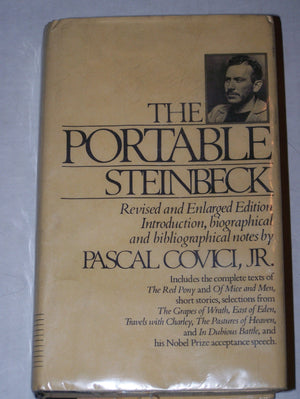 THE
PORTABLE
STEINBECK
Revised and Enlarged Edition
Introduction, biographical
and bibliographical notes by
PASCAL COVICI, JR.
Includes the complete texts of
The Red Pony and Of Mice and Men,
short stories, selections from
The Grapes of Wrath, East of Eden,
Travels with Charley, The Pastures of Heaven,
and In Dubious Battle, and
his Nobel Prize acceptance speech.